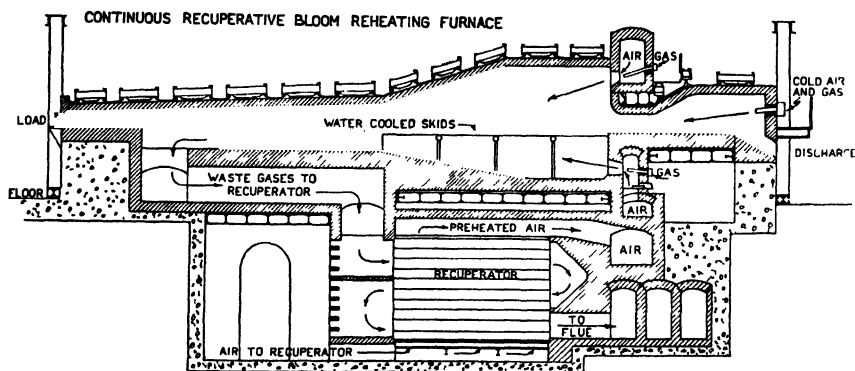 CONTINUOUS RECUPERATIVE BLOOM REHEATING FURNACE
AIR
GAS
COLD AIR
AND GAS
LOAD
WATER COOLED SKIDS
DISCHARGE
WASTE GASES TO
RECUPERATOR
GAS
FLOOR
AIR
PREHEATED AIR
AIR
RECUPERATOR
TO
FLUE
AIR TO RECUPERATOR